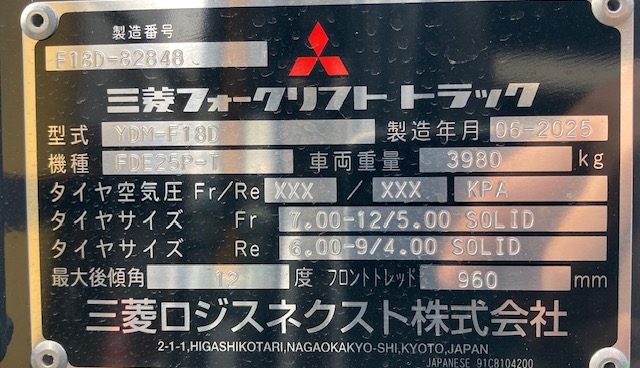 製造番号
F18D-82848
三菱フォークリフト トラック
型式 YDM-F18D 製造年月 06-2025
機種 FDE25P-T 車両重量 3980 kg
タイヤ空気圧 Fr/Re XXX / XXX KPA
タイヤサイズ Fr 7.00-12/5.00 SOLID
タイヤサイズ Re 6.00-9/4.00 SOLID
最大後傾角 12 度 フロントトレッド 960 mm
三菱ロジスネクスト株式会社
2-1-1,HIGASHIKOTARI,NAGAOKAKYO-SHI,KYOTO,JAPAN
JAPANESE 91C8104200